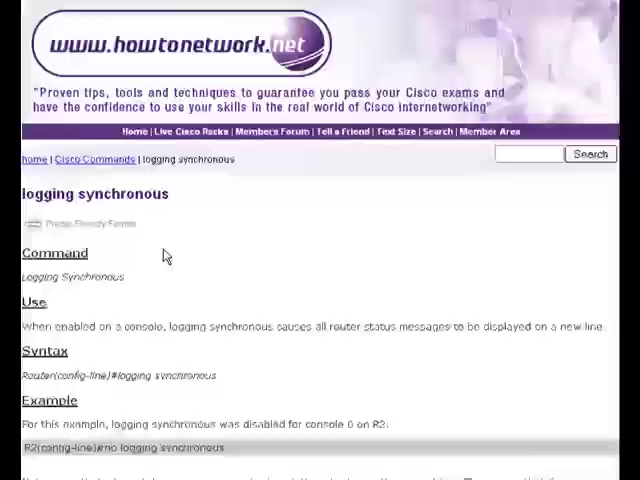 www.howtonetwork.net
"Proven tips, tools and techniques to guarantee you pass your Cisco exams and
have the confidence to use your skills in the real world of Cisco internetworking"
Home | Live Cisco Racks | Members Forum | Tell a Friend | Text Size | Search | Member Area
home | Cisco Commands | logging synchronous
Search
logging synchronous
Printer Friendly Format
Command
Logging Synchronous
Use
When enabled on a console, logging synchronous causes all router status messages to be displayed on a new line.
Syntax
Router(config-line)#logging synchronous
Example
For this example, logging synchronous was disabled for console 0 on R2:
R2(config-line)#no logging synchronous